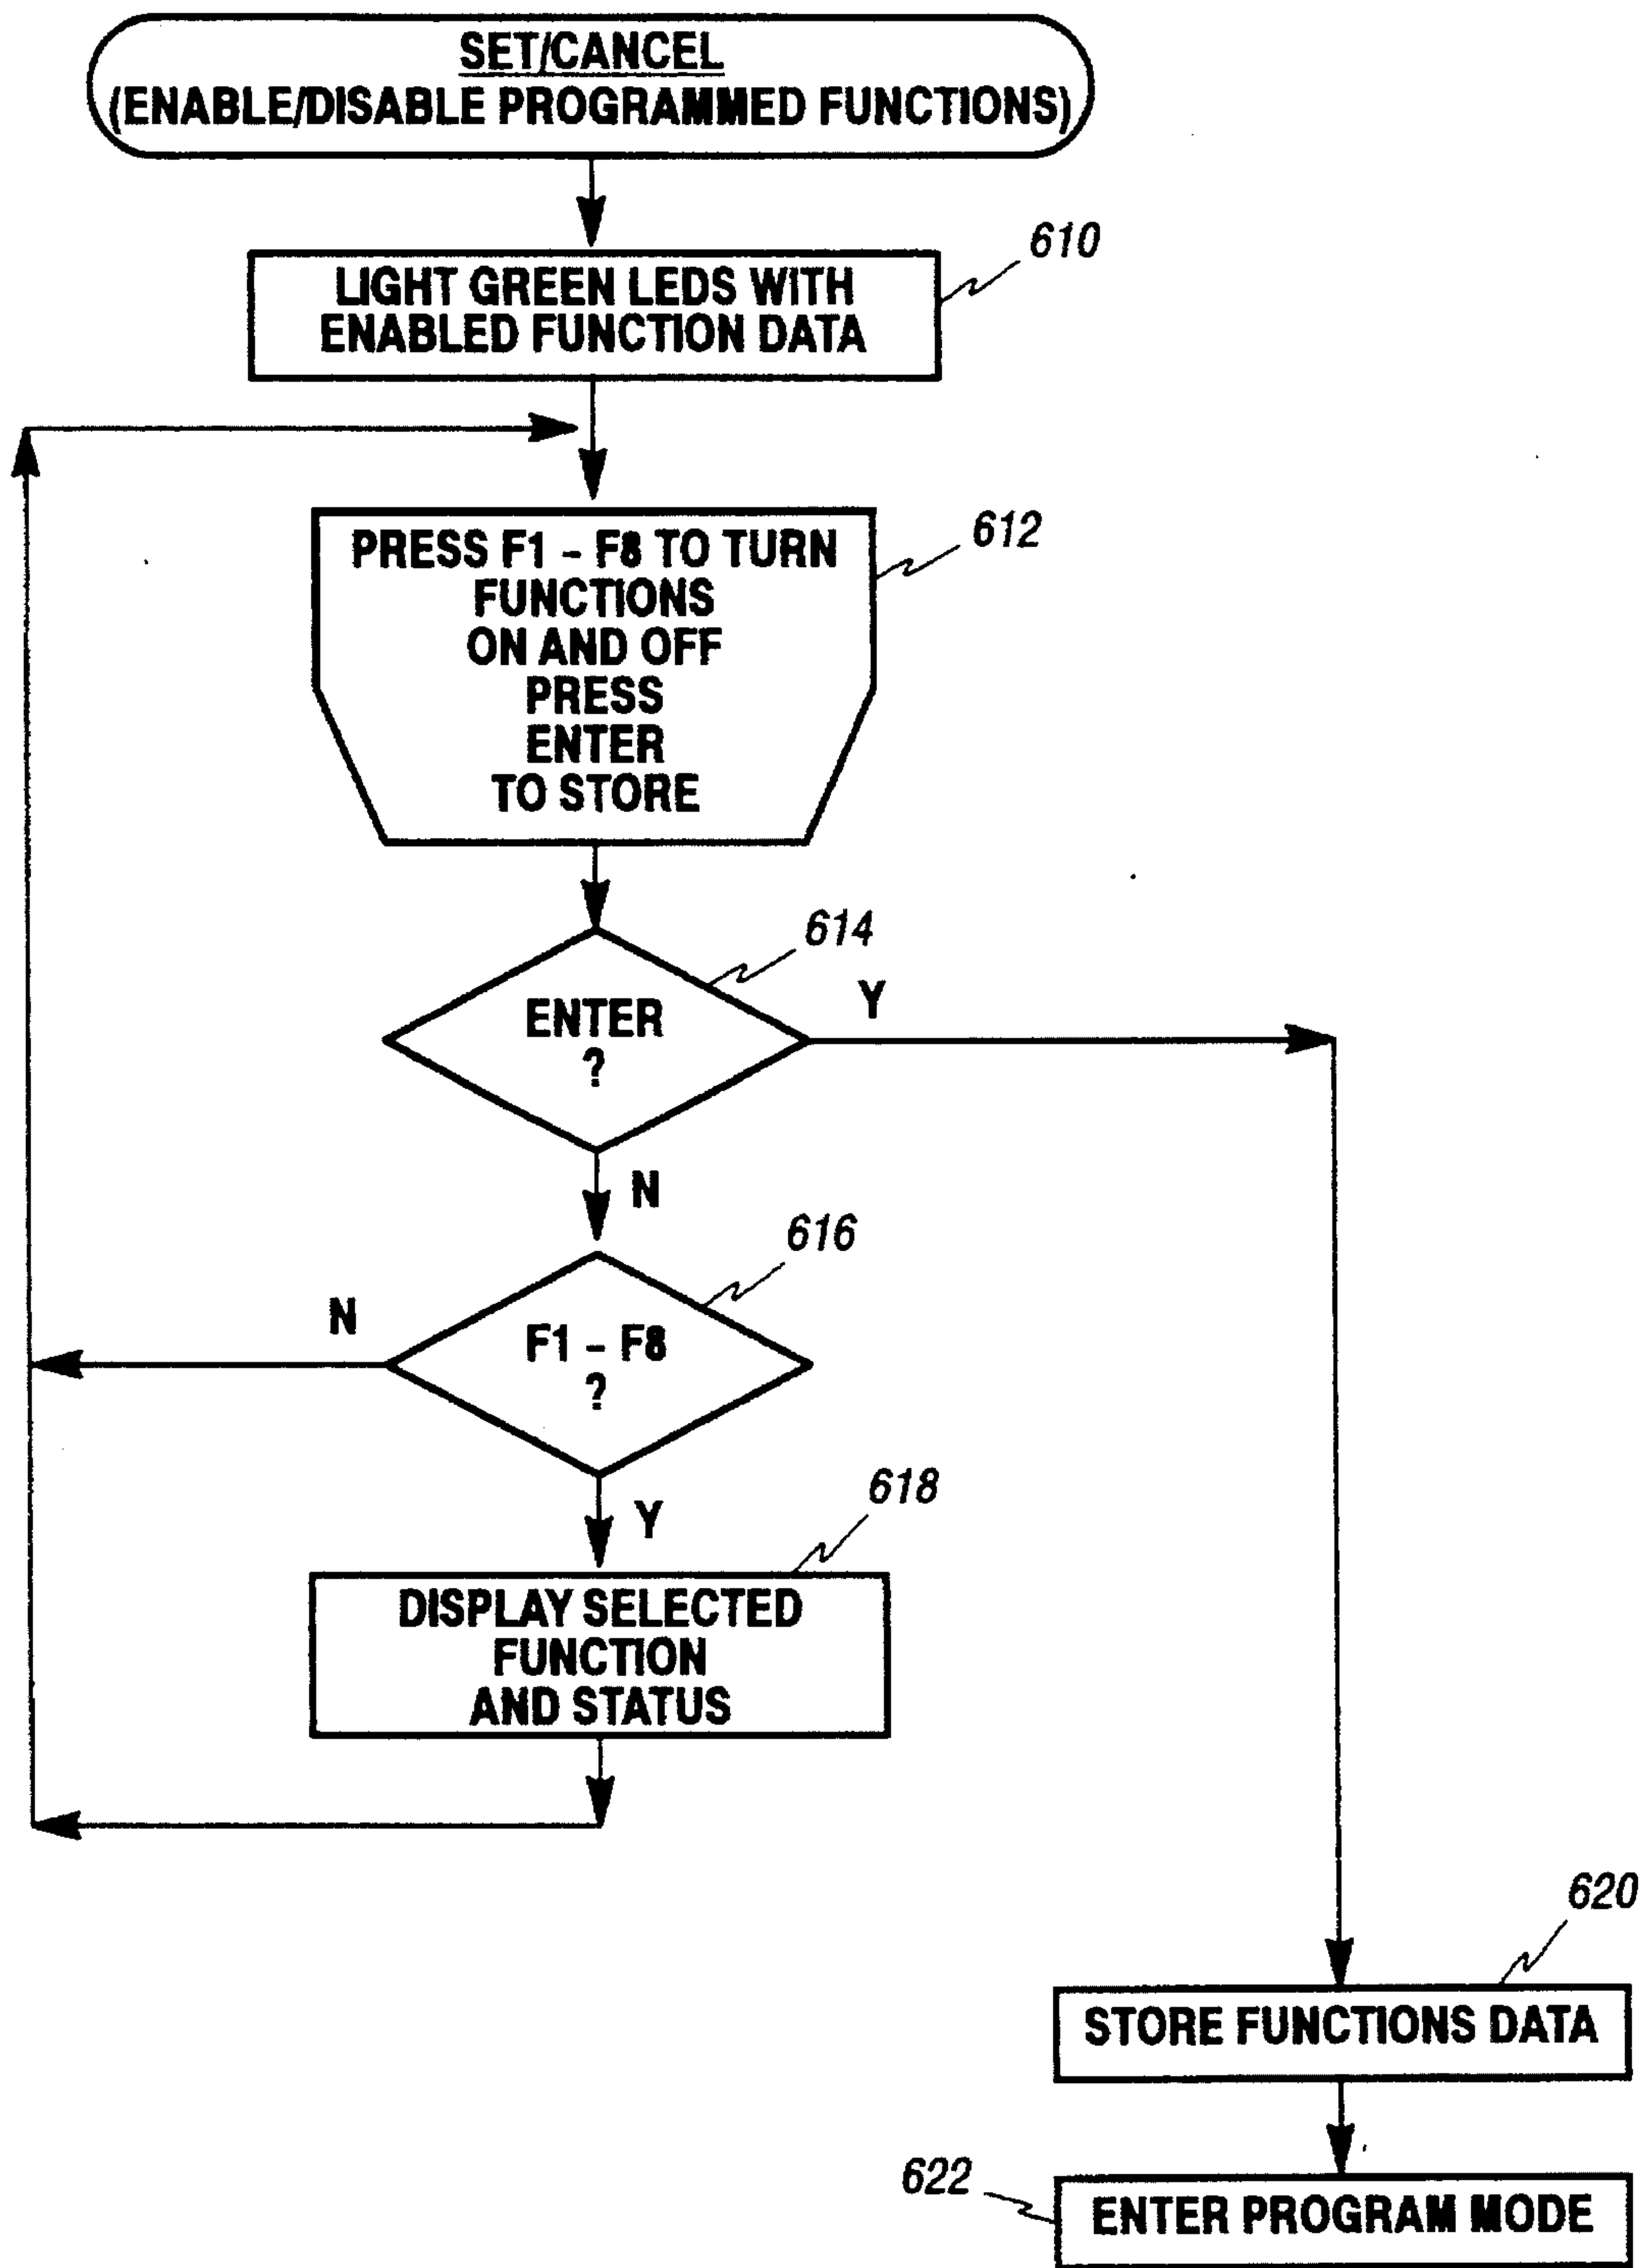 SET/CANCEL
(ENABLE/DISABLE PROGRAMMED FUNCTIONS)
610
LIGHT GREEN LEDS WITH
ENABLED FUNCTION DATA
612
PRESS F1 - F8 TO TURN
FUNCTIONS
ON AND OFF
PRESS
ENTER
TO STORE
614
ENTER
?
Y
N
616
F1 - F8
?
N
Y
618
DISPLAY SELECTED
FUNCTION
AND STATUS
620
STORE FUNCTIONS DATA
622
ENTER PROGRAM MODE